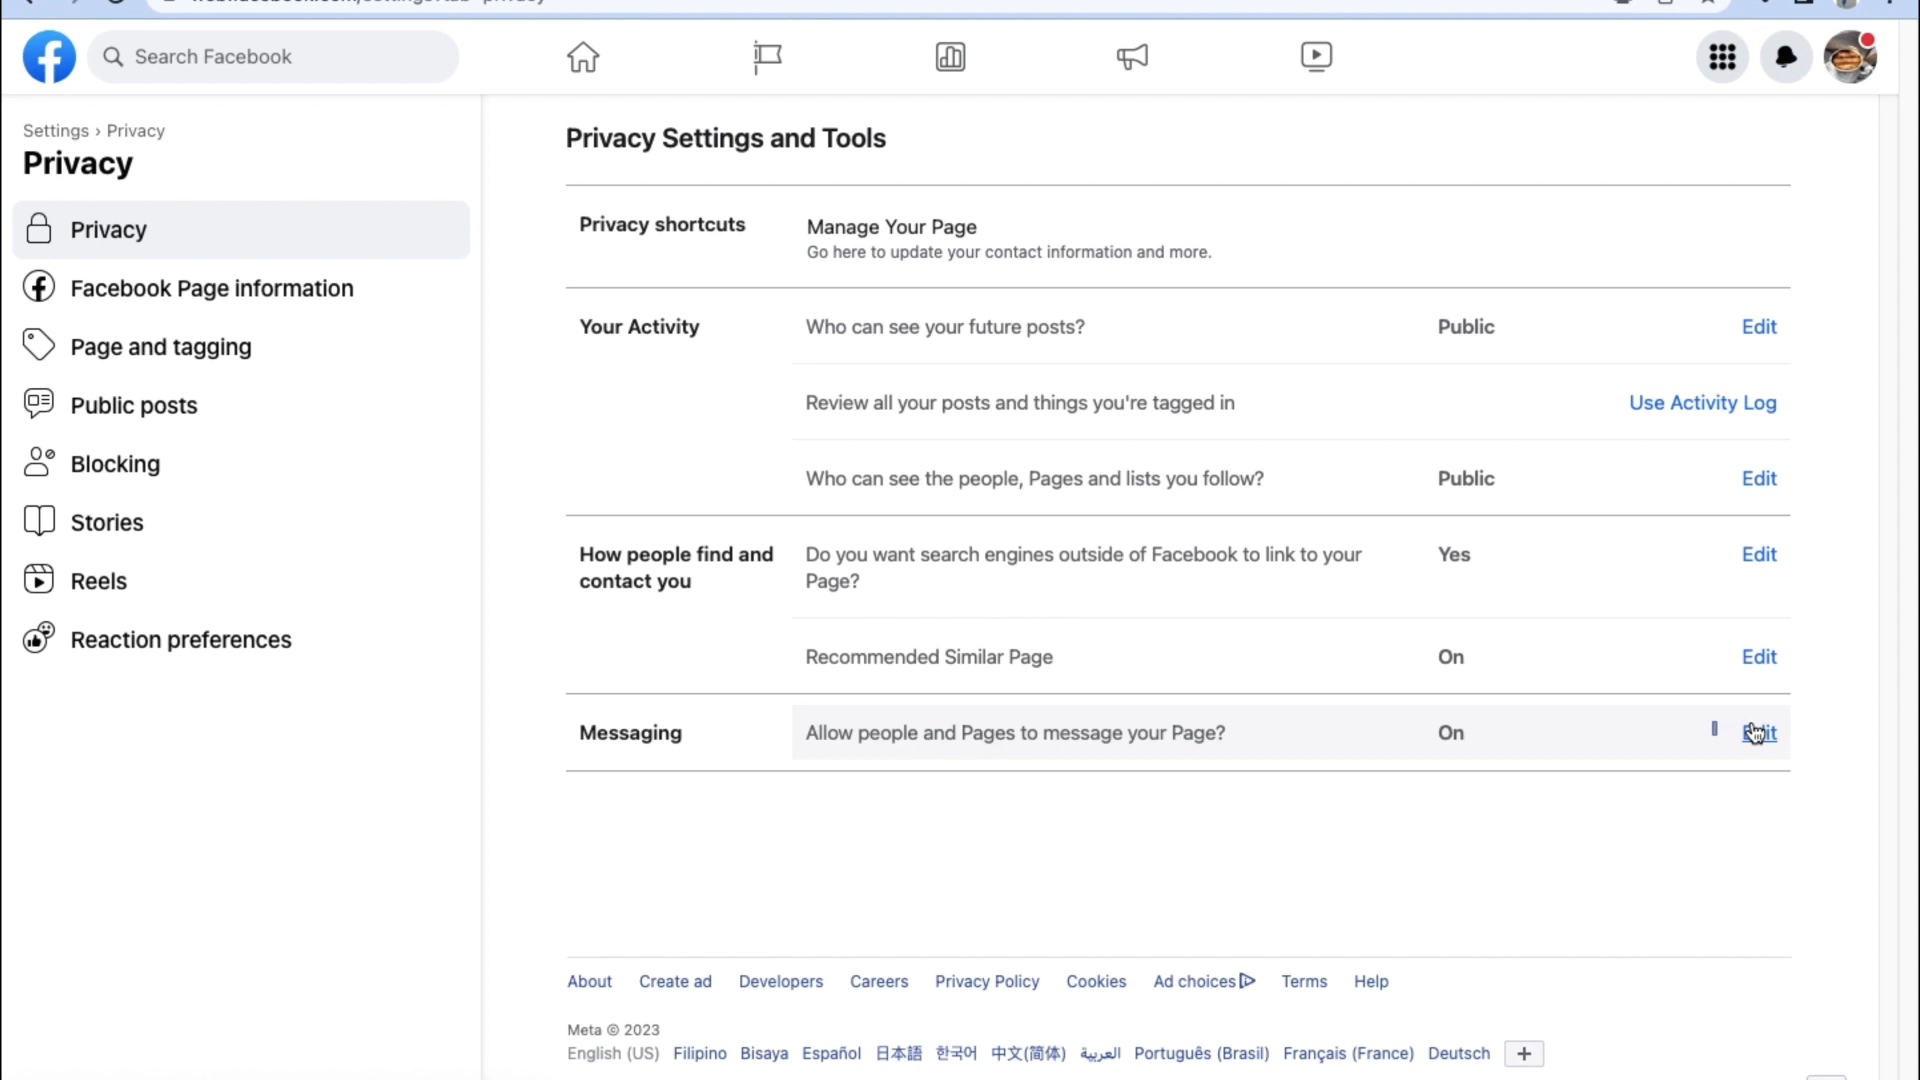 Search Facebook
Settings › Privacy
Privacy
Privacy
Facebook Page information
Page and tagging
Public posts
Blocking
Stories
Reels
Reaction preferences
Privacy Settings and Tools
Privacy shortcuts
Manage Your Page
Go here to update your contact information and more.
Your Activity
Who can see your future posts?
Public
Edit
Review all your posts and things you're tagged in
Use Activity Log
Who can see the people, Pages and lists you follow?
Public
Edit
How people find and
contact you
Do you want search engines outside of Facebook to link to your
Page?
Yes
Edit
Recommended Similar Page
On
Edit
Messaging
Allow people and Pages to message your Page?
On
Edit
About Create ad Developers Careers Privacy Policy Cookies Ad choices Terms Help
Meta © 2023
English (US) Filipino Bisaya Español 日本語 한국어 中文(简体) العربية Português (Brasil) Français (France) Deutsch +